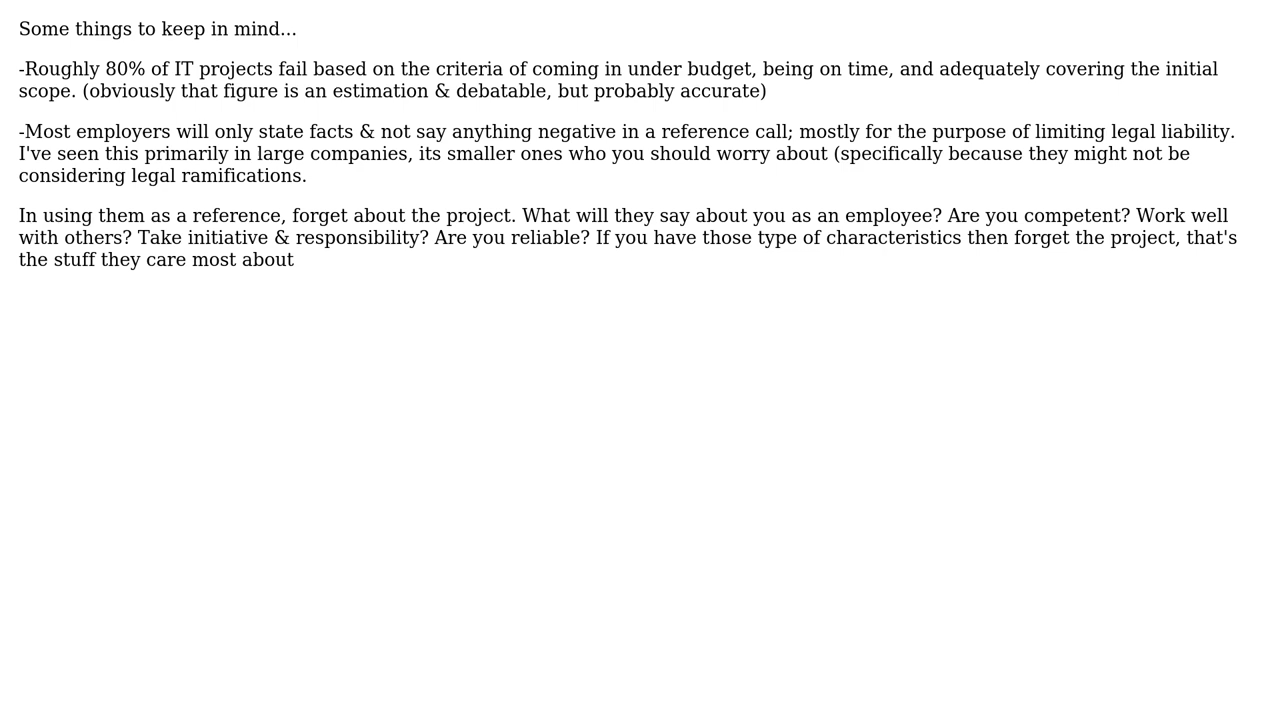 Some things to keep in mind...
-Roughly 80% of IT projects fail based on the criteria of coming in under budget, being on time, and adequately covering the initial
scope. (obviously that figure is an estimation & debatable, but probably accurate)
-Most employers will only state facts & not say anything negative in a reference call; mostly for the purpose of limiting legal liability.
I've seen this primarily in large companies, its smaller ones who you should worry about (specifically because they might not be
considering legal ramifications.
In using them as a reference, forget about the project. What will they say about you as an employee? Are you competent? Work well
with others? Take initiative & responsibility? Are you reliable? If you have those type of characteristics then forget the project, that's
the stuff they care most about